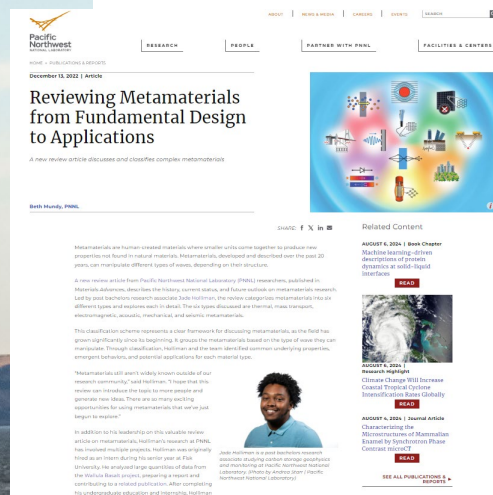 ABOUT
NEWS & MEDIA
CAREERS
EVENTS
SEARCH
Pacific
Northwest
NATIONAL LABORATORY
RESEARCH
PEOPLE
PARTNER WITH PNNL
FACILITIES & CENTERS
HOME » PUBLICATIONS & REPORTS
December 13, 2022 | Article
Reviewing Metamaterials
from Fundamental Design
to Applications
A new review article discusses and classifies complex metamaterials
Beth Mundy, PNNL
SHARE:
Metamaterials are human-created materials where smaller units come together to produce new
properties not found in natural materials. Metamaterials, developed and described over the past 20
years, can manipulate different types of waves, depending on their structure.
A new review article from Pacific Northwest National Laboratory (PNNL) researchers, published in
Materials Advances, describes the history, current status, and future outlook on metamaterials research.
Led by post bachelors research associate Jade Holliman, the review categorizes metamaterials into six
different types and explores each in detail. The six types discussed are thermal, mass transport,
electromagnetic, acoustic, mechanical, and seismic metamaterials.
This classification scheme represents a clear framework for discussing metamaterials, as the field has
grown significantly since its beginning. It groups the metamaterials based on the type of wave they can
manipulate. Through classification, Holliman and the team identified common underlying properties,
emergent behaviors, and potential applications for each material type.
"Metamaterials still aren't widely known outside of our
research community," said Holliman. "I hope that this
review can introduce the topic to more people and
generate new ideas. There are so many exciting
opportunities for using metamaterials that we've just
begun to explore."
In addition to his leadership on this valuable review
article on metamaterials, Holliman's research at PNNL
has involved multiple projects. Holliman was originally
hired as an intern during his senior year at Fisk
University. He analyzed large quantities of data from
the Wallula Basalt project, preparing a report and
contributing to a related publication. After completing
his undergraduate education and internship, Holliman
Jade Holliman is a post bachelors research
associate studying carbon storage geophysics
and monitoring at Pacific Northwest National
Laboratory. (Photo by Andrea Starr | Pacific
Northwest National Laboratory)
Related Content
AUGUST 6, 2024 | Book Chapter
Machine learning-driven
descriptions of protein
dynamics at solid-liquid
interfaces
READ
AUGUST 6, 2024 |
Research Highlight
Climate Change Will Increase
Coastal Tropical Cyclone
Intensification Rates Globally
READ
AUGUST 4, 2024 | Journal Article
Characterizing the
Microstructures of Mammalian
Enamel by Synchrotron Phase
Contrast microCT
READ
SEE ALL PUBLICATIONS &
REPORTS